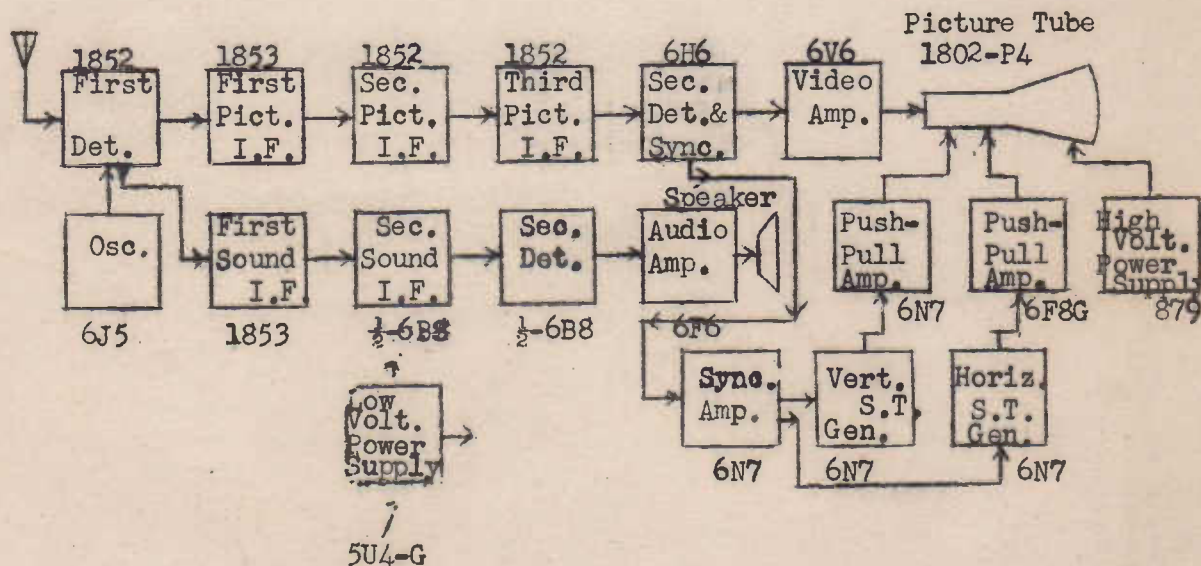 Picture Tube
1802-P4
1852
First
Det.
1853
First
Pict.
I.F.
1852
Sec.
Pict.
I.F.
1852
Third
Pict.
I.F.
6H6
Sec.
Det.&
Sync.
6V6
Video
Amp.
Osc.
6J5
First
Sound
I.F.
1853
Sec.
Sound
I.F.
½-6B8
Sec.
Det.
½-6B8
Speaker
Audio
Amp.
6F6
Push-
Pull
Amp.
6N7
Push-
Pull
Amp.
6F8G
High
Volt.
Power
Supply
879
Low
Volt.
Power
Supply
5U4-G
Sync.
Amp.
6N7
Vert.
S.T.
Gen.
6N7
Horiz.
S.T.
Gen.
6N7